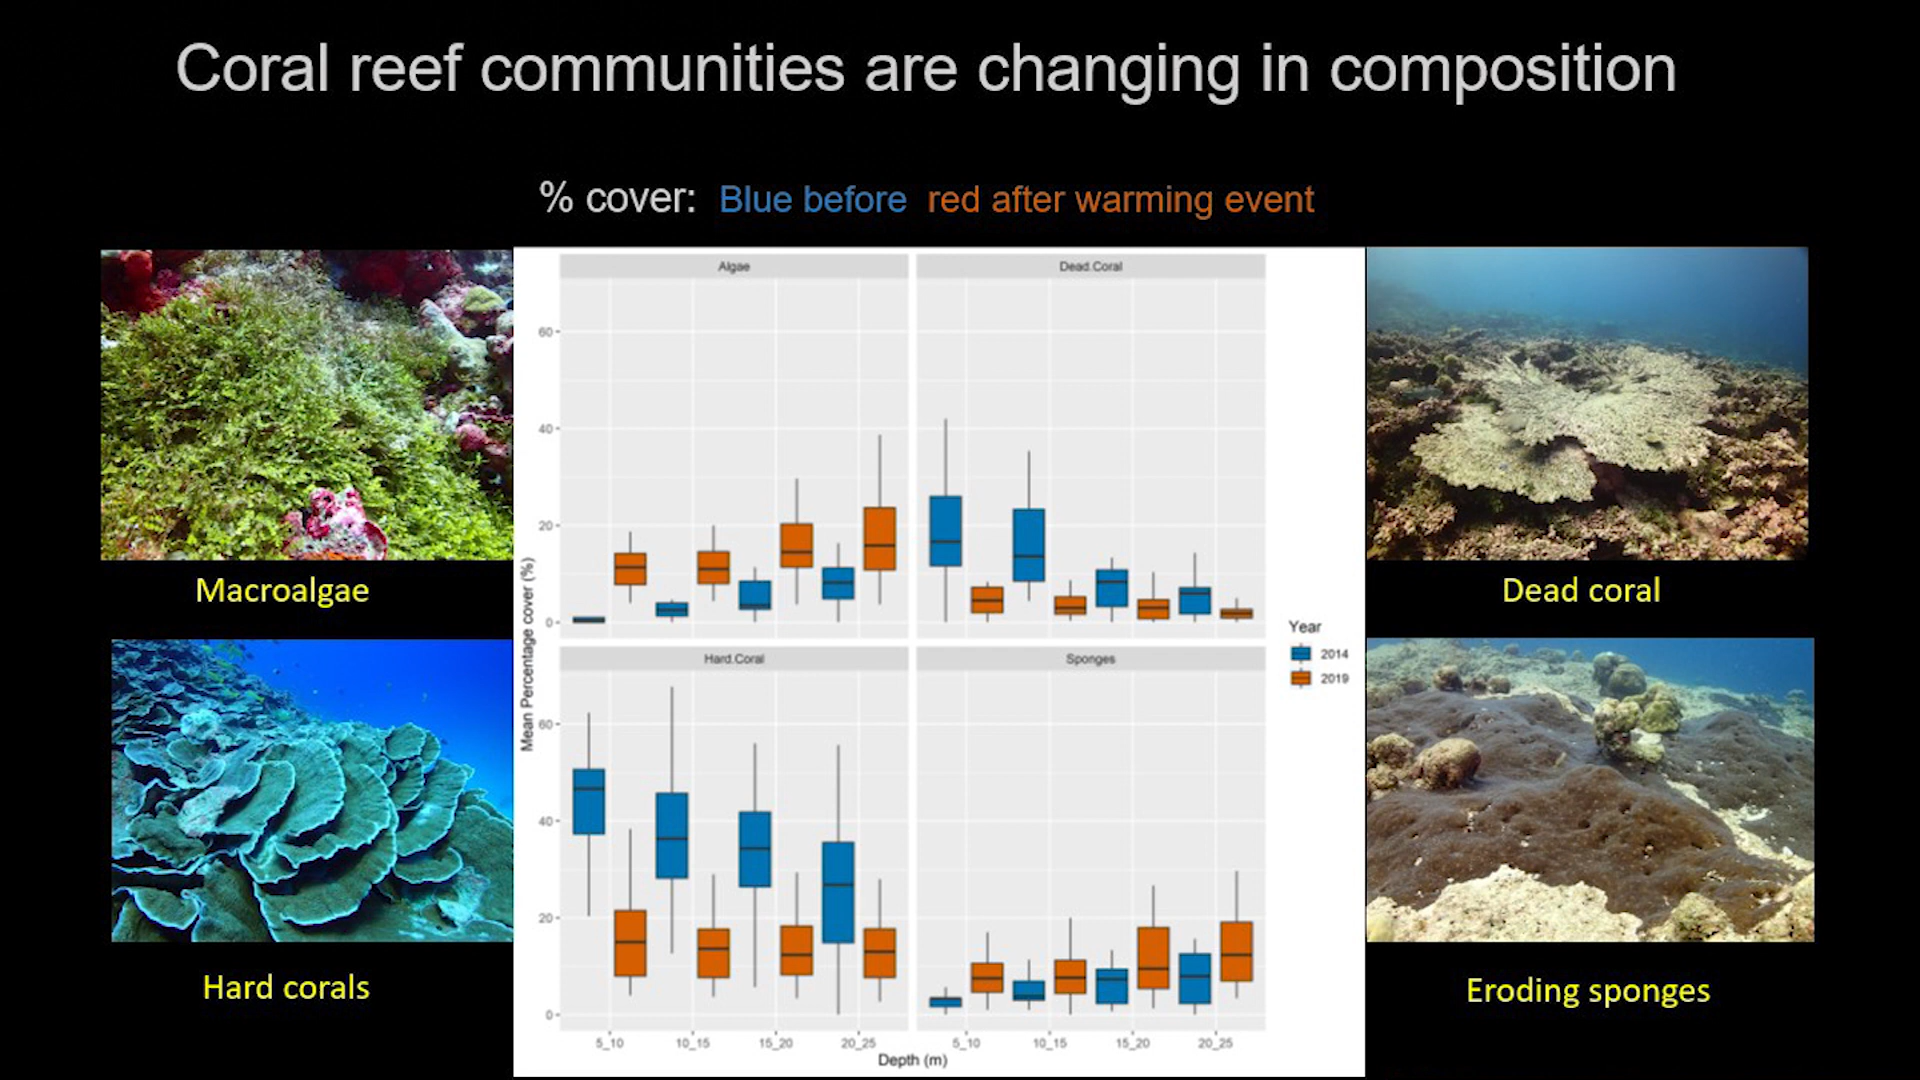 Coral reef communities are changing in composition
% cover: Blue before red after warming event
Macroalgae
Hard corals
Mean Percentage cover (%)
Algae
60
40
20
0
Dead.Coral
Hard.Coral
60
40
20
0
5_10 10_15 15_20 20_25
Sponges
5_10 10_15 15_20 20_25
Depth (m)
Year
2014
2019
Dead coral
Eroding sponges